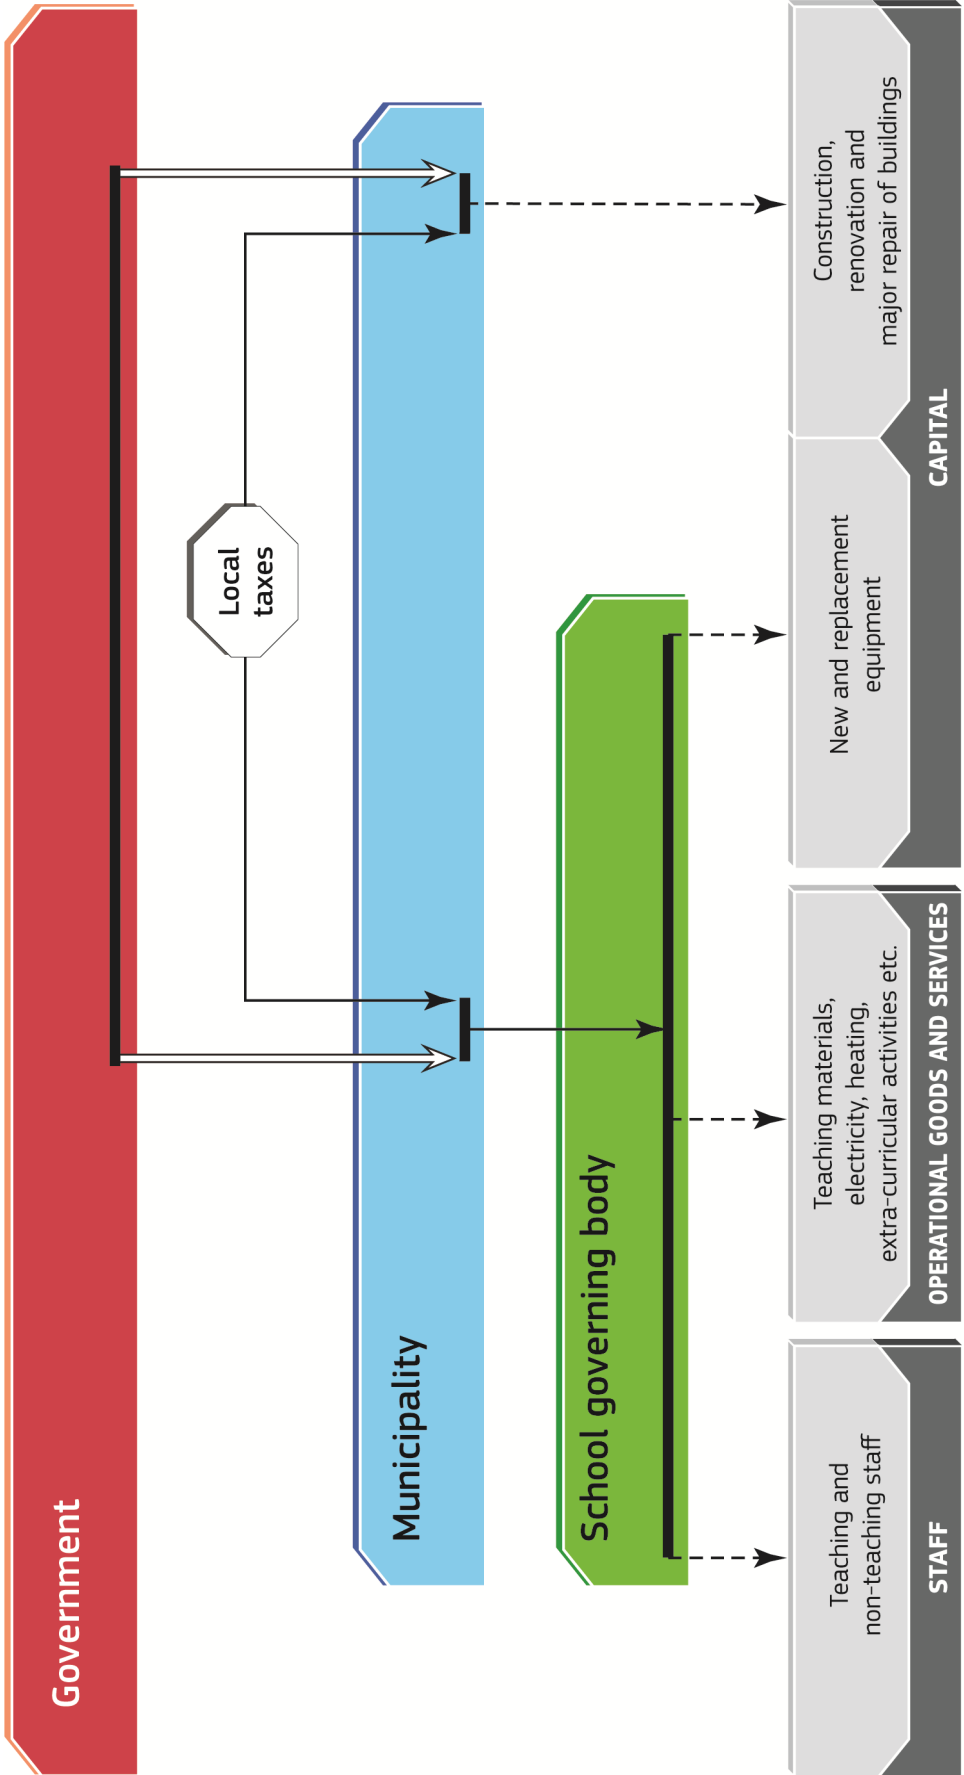 Government
Local
taxes
Municipality
School governing body
Teaching and
non-teaching staff
STAFF
Teaching materials,
electricity, heating,
extra-curricular activities etc.
OPERATIONAL GOODS AND SERVICES
New and replacement
equipment
Construction,
renovation and
major repair of buildings
CAPITAL